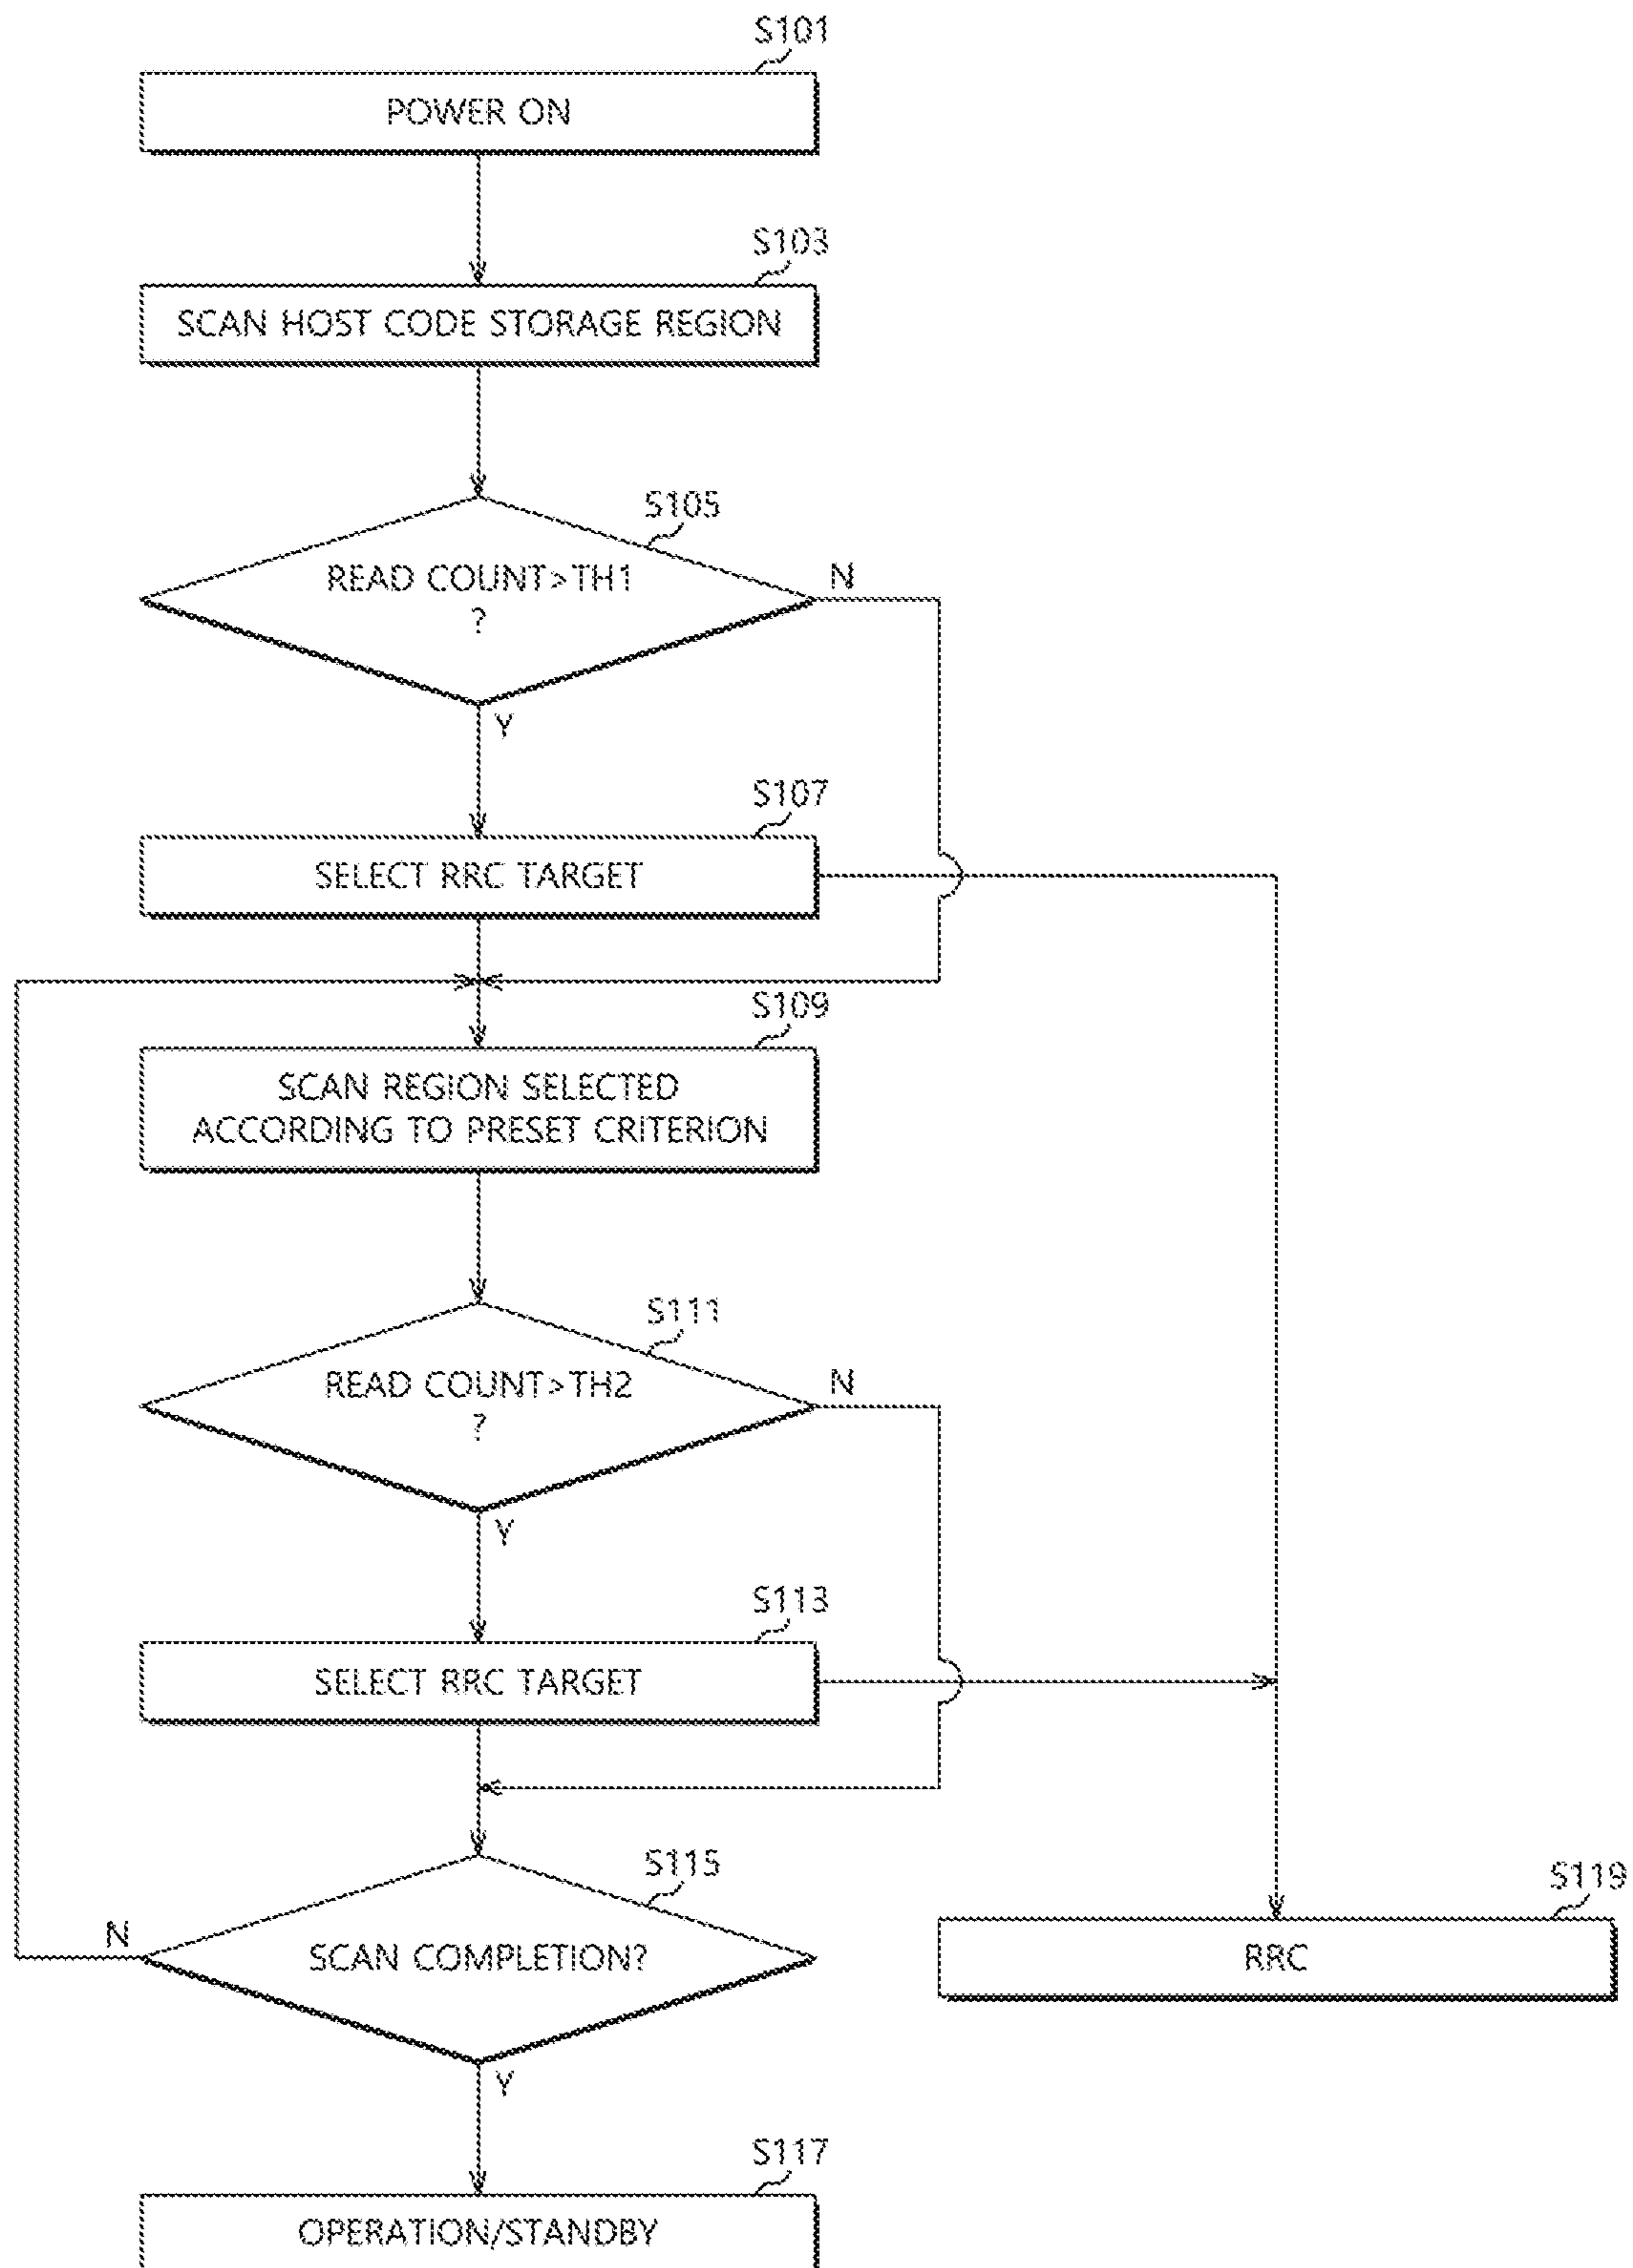 S101
POWER ON
S103
SCAN HOST CODE STORAGE REGION
S105
READ COUNT>TH1
?
N
Y
S107
SELECT RRC TARGET
S109
SCAN REGION SELECTED
ACCORDING TO PRESET CRITERION
S111
READ COUNT>TH2
?
N
Y
S113
SELECT RRC TARGET
S115
SCAN COMPLETION?
N
Y
S119
RRC
S117
OPERATION/STANDBY